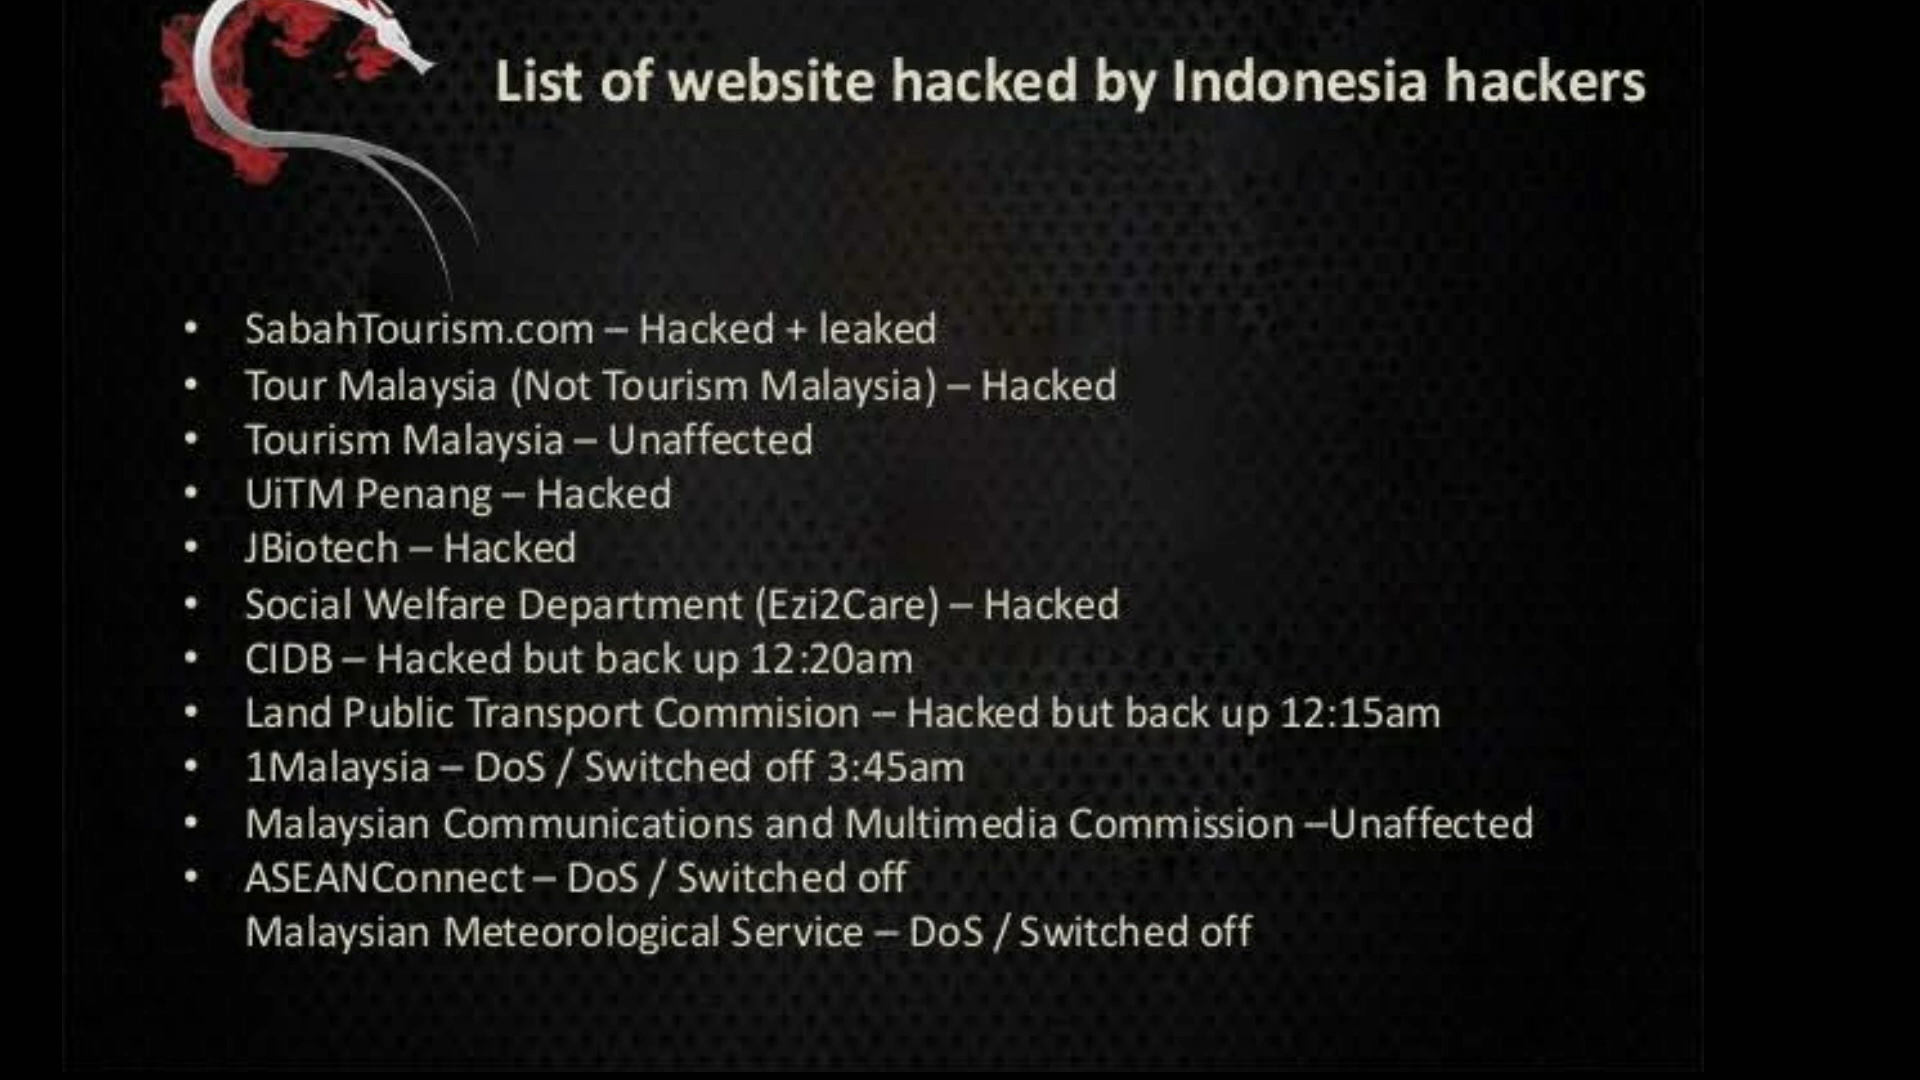 List of website hacked by Indonesia hackers
• SabahTourism.com – Hacked + leaked
• Tour Malaysia (Not Tourism Malaysia) – Hacked
• Tourism Malaysia – Unaffected
• UiTM Penang – Hacked
• JBiotech – Hacked
• Social Welfare Department (Ezi2Care) – Hacked
• CIDB – Hacked but back up 12:20am
• Land Public Transport Commision – Hacked but back up 12:15am
• 1Malaysia – DoS / Switched off 3:45am
• Malaysian Communications and Multimedia Commission –Unaffected
• ASEANConnect – DoS / Switched off
Malaysian Meteorological Service – DoS / Switched off